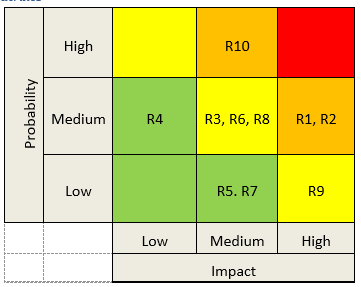 Probability
High
R10
Medium
R4
R3, R6, R8
R1, R2
Low
R5. R7
R9
Low
Medium
High
Impact